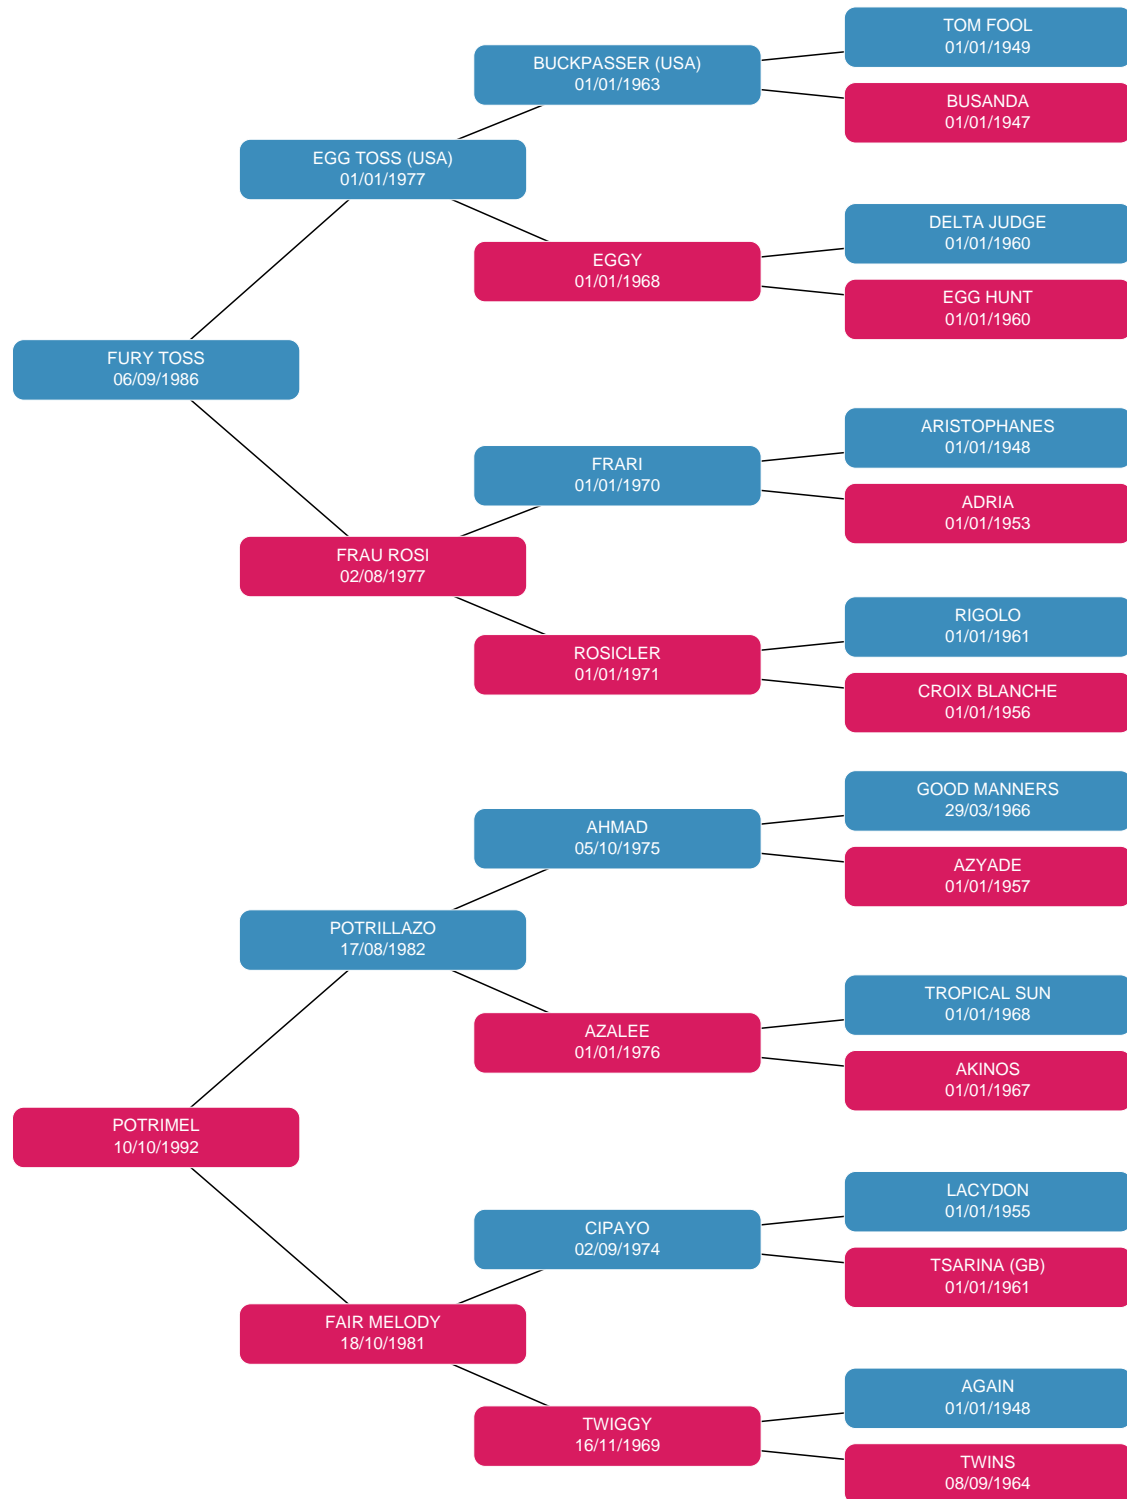 TOM FOOL
01/01/1949
BUCKPASSER (USA)
01/01/1963
BUSANDA
01/01/1947
EGG TOSS (USA)
01/01/1977
DELTA JUDGE
01/01/1960
EGGY
01/01/1968
EGG HUNT
01/01/1960
FURY TOSS
06/09/1986
ARISTOPHANES
01/01/1948
FRARI
01/01/1970
ADRIA
01/01/1953
FRAU ROSI
02/08/1977
RIGOLO
01/01/1961
ROSICLER
01/01/1971
CROIX BLANCHE
01/01/1956
GOOD MANNERS
29/03/1966
AHMAD
05/10/1975
AZYADE
01/01/1957
POTRILLAZO
17/08/1982
TROPICAL SUN
01/01/1968
AZALEE
01/01/1976
AKINOS
01/01/1967
POTRIMEL
10/10/1992
LACYDON
01/01/1955
CIPAYO
02/09/1974
TSARINA (GB)
01/01/1961
FAIR MELODY
18/10/1981
AGAIN
01/01/1948
TWIGGY
16/11/1969
TWINS
08/09/1964